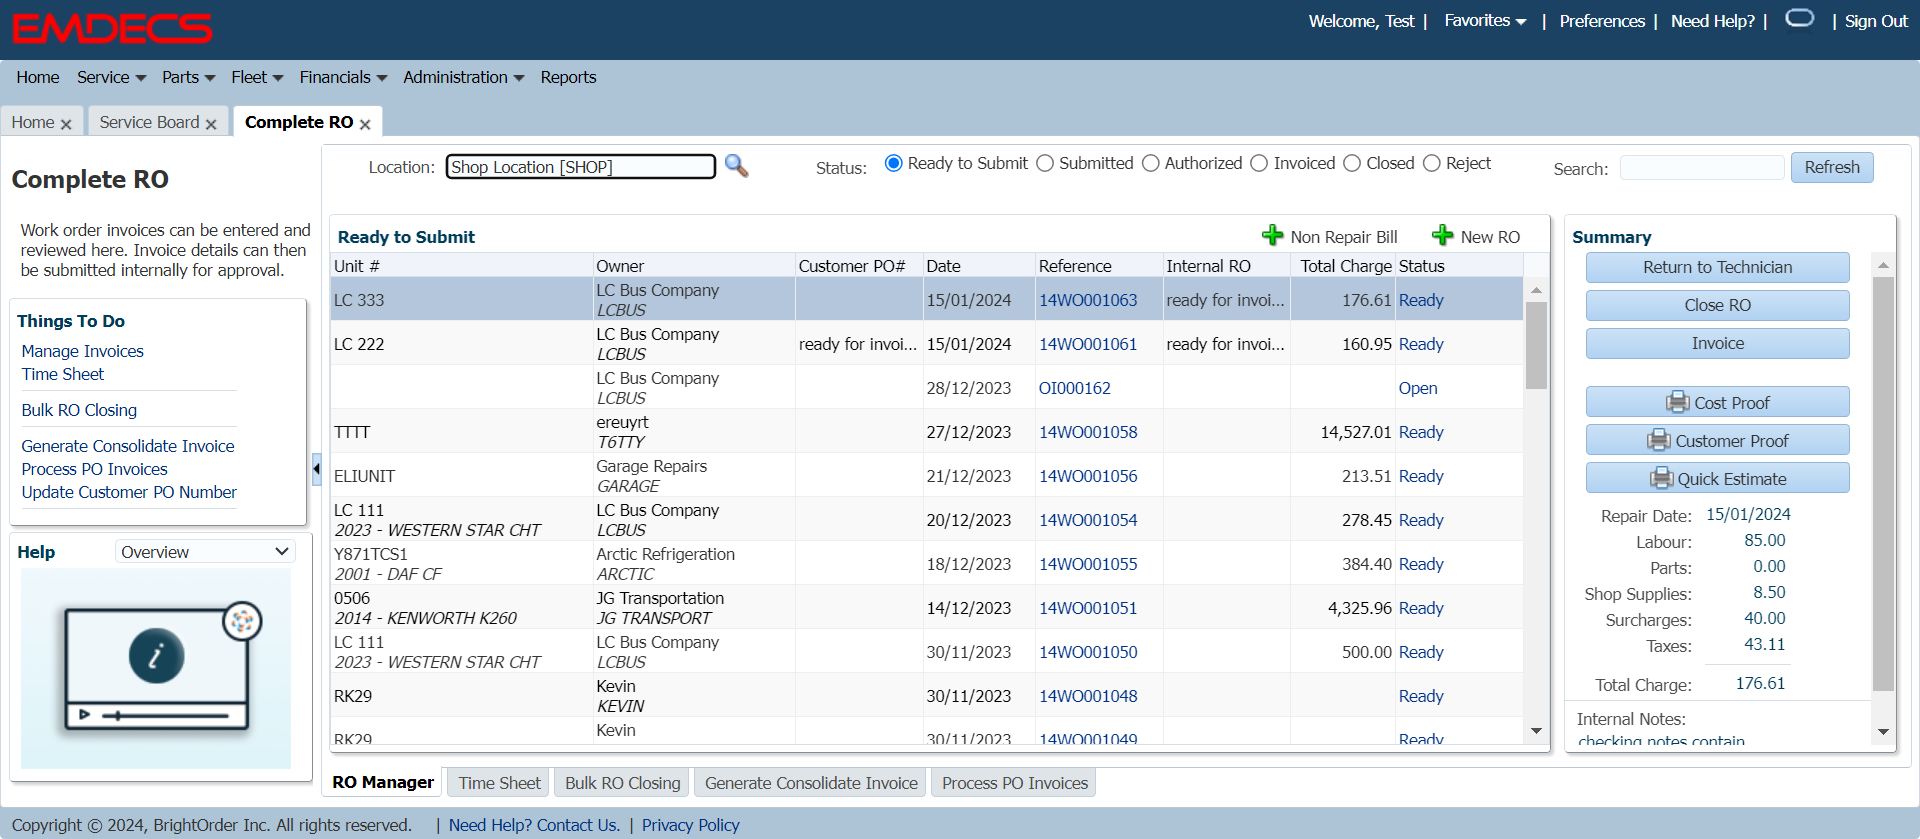 EMDECS
Welcome, Test | Favorites | Preferences | Need Help? | | Sign Out
Home Service Parts Fleet Financials Administration Reports
Home Service Board Complete RO
Complete RO
Work order invoices can be entered and
reviewed here. Invoice details can then
be submitted internally for approval.
Things To Do
Manage Invoices
Time Sheet
Bulk RO Closing
Generate Consolidate Invoice
Process PO Invoices
Update Customer PO Number
Help Overview
i
Location: Shop Location [SHOP] Status: Ready to Submit Submitted Authorized Invoiced Closed Reject Search: Refresh
Ready to Submit Non Repair Bill New RO
Unit # Owner Customer PO# Date Reference Internal RO Total Charge Status
LC 333 LC Bus Company 15/01/2024 14WO001063 ready for invoi... 176.61 Ready
LCBUS
LC 222 LC Bus Company ready for invoi... 15/01/2024 14WO001061 ready for invoi... 160.95 Ready
LCBUS
LC Bus Company 28/12/2023 OI000162 Open
LCBUS
TTTT ereuyrt 27/12/2023 14WO001058 14,527.01 Ready
T6TTY
ELIUNIT Garage Repairs 21/12/2023 14WO001056 213.51 Ready
GARAGE
LC 111 LC Bus Company 20/12/2023 14WO001054 278.45 Ready
2023 - WESTERN STAR CHT LCBUS
Y871TCS1 Arctic Refrigeration 18/12/2023 14WO001055 384.40 Ready
2001 - DAF CF ARCTIC
0506 JG Transportation 14/12/2023 14WO001051 4,325.96 Ready
2014 - KENWORTH K260 JG TRANSPORT
LC 111 LC Bus Company 30/11/2023 14WO001050 500.00 Ready
2023 - WESTERN STAR CHT LCBUS
RK29 Kevin 30/11/2023 14WO001048 Ready
KEVIN
RK29 Kevin 30/11/2023 14WO001049 Ready
Summary
Return to Technician
Close RO
Invoice
Cost Proof
Customer Proof
Quick Estimate
Repair Date: 15/01/2024
Labour: 85.00
Parts: 0.00
Shop Supplies: 8.50
Surcharges: 40.00
Taxes: 43.11
Total Charge: 176.61
Internal Notes:
checking notes contain
RO Manager Time Sheet Bulk RO Closing Generate Consolidate Invoice Process PO Invoices
Copyright © 2024, BrightOrder Inc. All rights reserved. | Need Help? Contact Us. | Privacy Policy